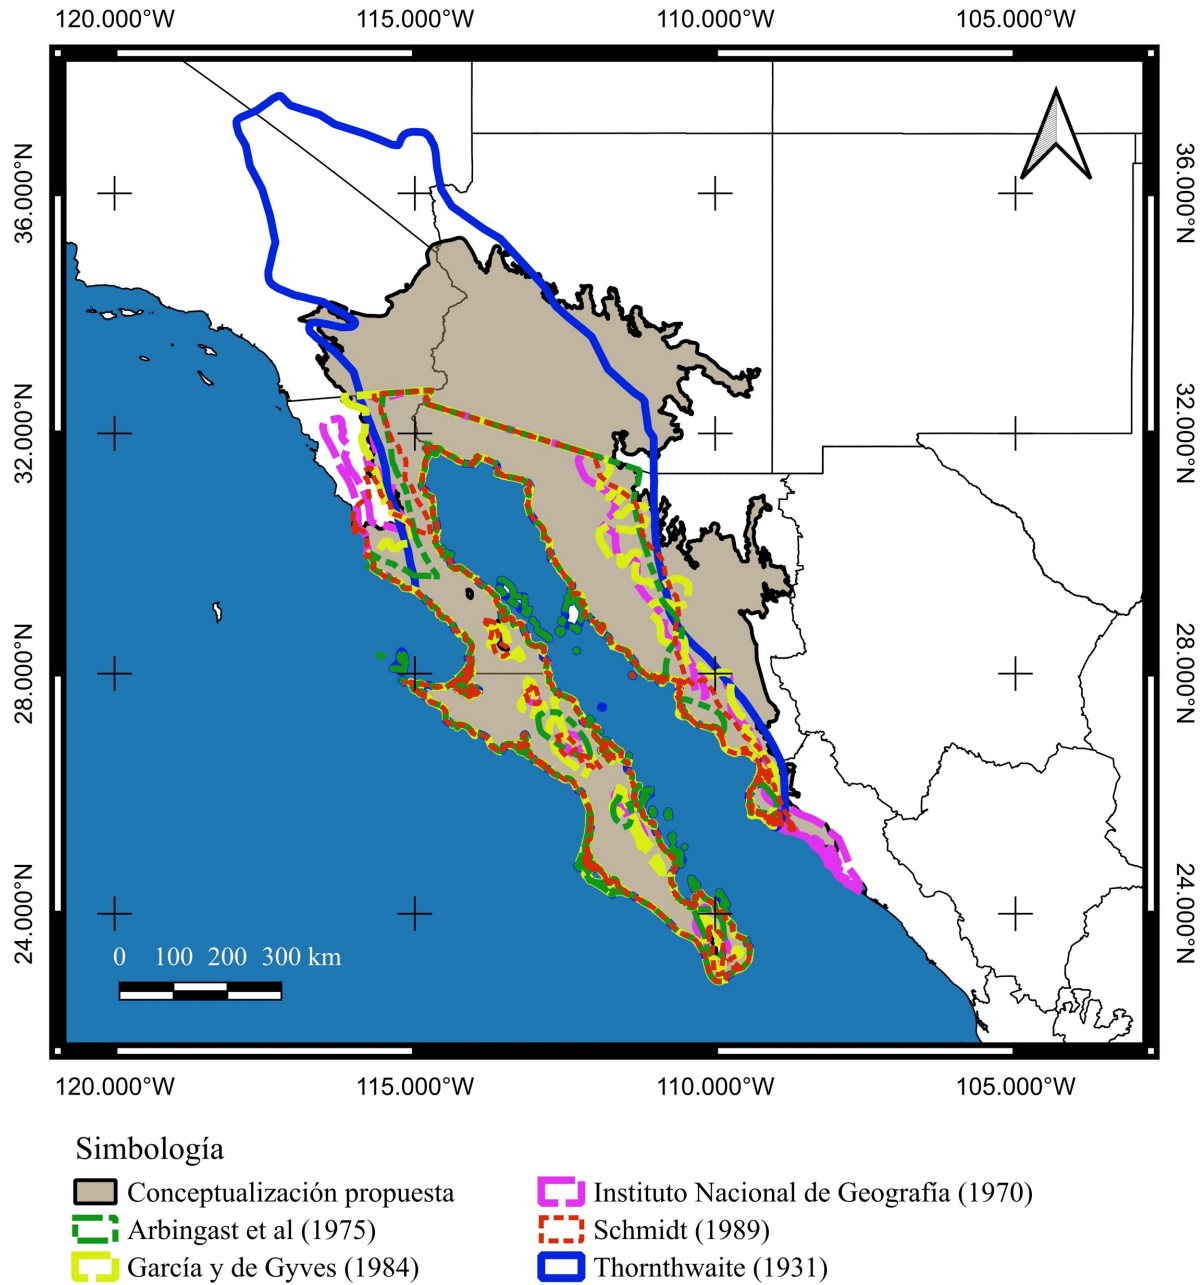 120.000°W 115.000°W 110.000°W 105.000°W
36.000°N 36.000°N
32.000°N 32.000°N
28.000°N 28.000°N
24.000°N 24.000°N
0 100 200 300 km
120.000°W 115.000°W 110.000°W 105.000°W
Simbología
Conceptualización propuesta Instituto Nacional de Geografía (1970)
Arbingast et al (1975) Schmidt (1989)
García y de Gyves (1984) Thornthwaite (1931)